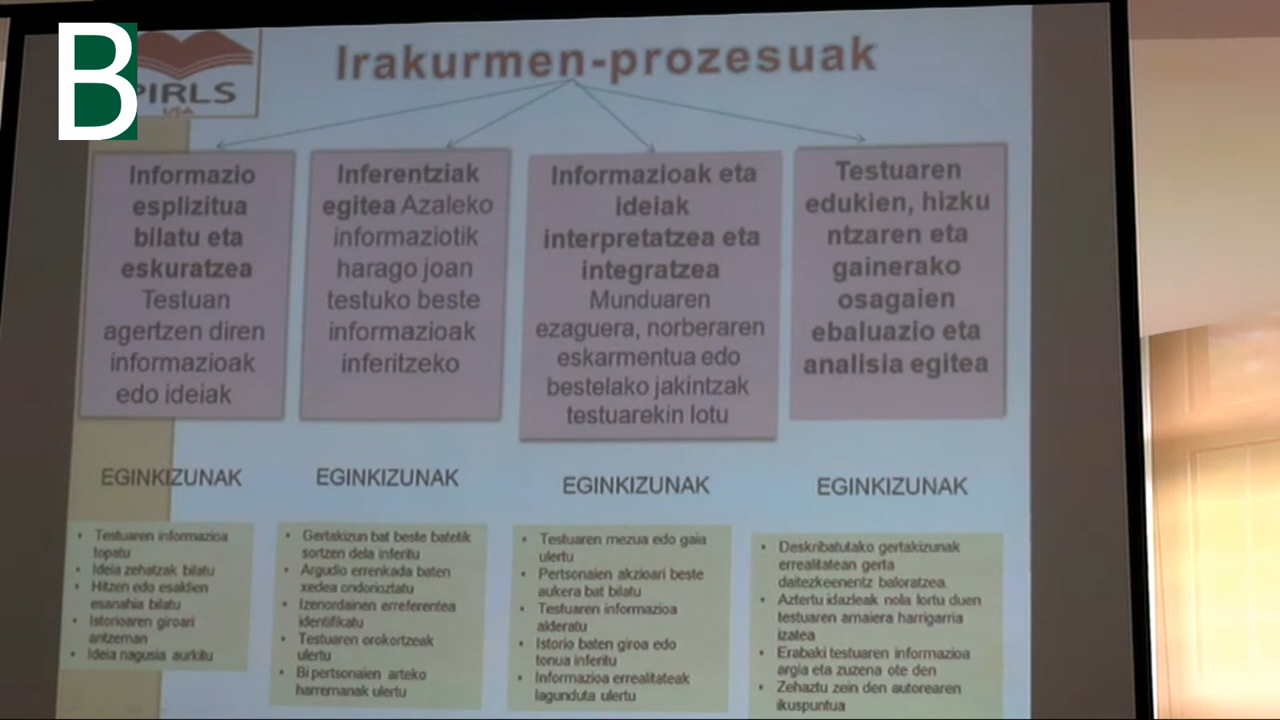 B
PIRLS
USA
Irakurmen-prozesuak
Informazio
esplizitua
bilatu eta
eskuratzea
Testuan
agertzen diren
informazioak
edo ideiak
Inferentziak
egitea Azaleko
informaziotik
harago joan
testuko beste
informazioak
inferitzeko
Informazioak eta
ideiak
interpretatzea eta
integratzea
Munduaren
ezaguera, norberaren
eskarmentua edo
bestelako jakintzak
testuarekin lotu
Testuaren
edukien, hizku
ntzaren eta
gainerako
osagaien
ebaluazio eta
analisia egitea
EGINKIZUNAK
EGINKIZUNAK
EGINKIZUNAK
EGINKIZUNAK
• Testuaren informazioa
topatu
• Ideia zehatzak bilatu
• Hitzen edo esaldien
esanahia bilatu
• Istorioaren giroari
antzeman
• Ideia nagusia aurkitu
• Gertakizun bat beste batetik
sortzen dela inferitu
• Argudio errenkada baten
xedea ondorioztatu
• Izenordainen erreferentea
identifikatu
• Testuaren orokortzeak
ulertu
• Bi pertsonaien arteko
harremanak ulertu
• Testuaren mezua edo gaia
ulertu
• Pertsonaien akzioari beste
aukera bat bilatu
• Testuaren informazioa
alderatu
• Istorio baten giroa edo
tonua inferitu
• Informazioa errealitateak
lagunduta ulertu
• Deskribatutako gertakizunak
errealitatean gerta
daitezkeenentz baloratzea.
• Aztertu idazleak nola lortu duen
testuaren amaiera harrigarria
izatea
• Erabaki testuaren informazioa
argia eta zuzena ote den
• Zehaztu zein den autorearen
ikuspuntua